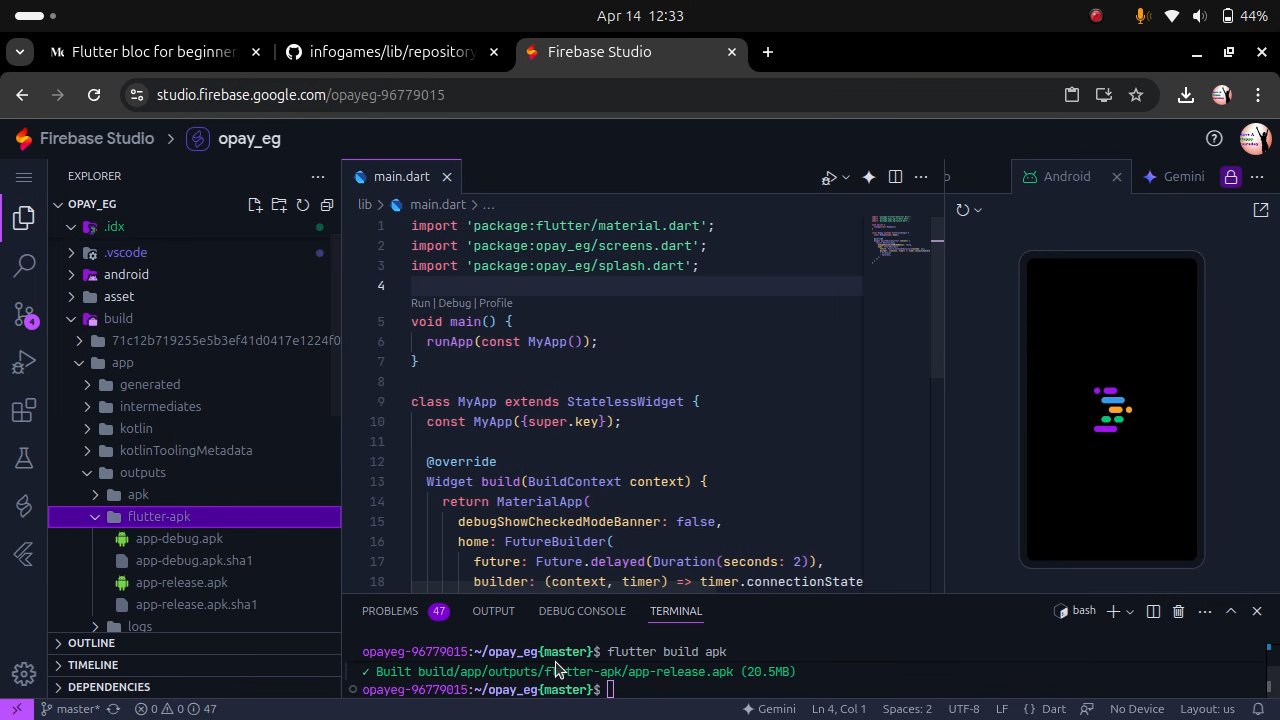 Apr 14 12:33
44%
Flutter bloc for beginner
infogames/lib/repository
Firebase Studio
studio.firebase.google.com/opayeg-96779015
Firebase Studio
opay_eg
EXPLORER
OPAY_EG
.idx
.vscode
android
asset
build
71c12b719255e5b3ef41d0417e1224f0
app
generated
intermediates
kotlin
kotlinToolingMetadata
outputs
apk
flutter-apk
app-debug.apk
app-debug.apk.sha1
app-release.apk
app-release.apk.sha1
logs
OUTLINE
TIMELINE
DEPENDENCIES
4
main.dart
lib > main.dart > ...
1 import 'package:flutter/material.dart';
2 import 'package:opay_eg/screens.dart';
3 import 'package:opay_eg/splash.dart';
4
Run | Debug | Profile
5 void main() {
6 runApp(const MyApp());
7 }
8
9 class MyApp extends StatelessWidget {
10 const MyApp({super.key});
11
12 @override
13 Widget build(BuildContext context) {
14 return MaterialApp(
15 debugShowCheckedModeBanner: false,
16 home: FutureBuilder(
17 future: Future.delayed(Duration(seconds: 2)),
18 builder: (context, timer) => timer.connectionState
Android
Gemini
PROBLEMS 47 OUTPUT DEBUG CONSOLE TERMINAL
bash
opayeg-96779015:~/opay_eg{master}$ flutter build apk
✓ Built build/app/outputs/flutter-apk/app-release.apk (20.5MB)
opayeg-96779015:~/opay_eg{master}$
master* 0 0 47 Gemini Ln 4, Col 1 Spaces: 2 UTF-8 LF {} Dart No Device Layout: us